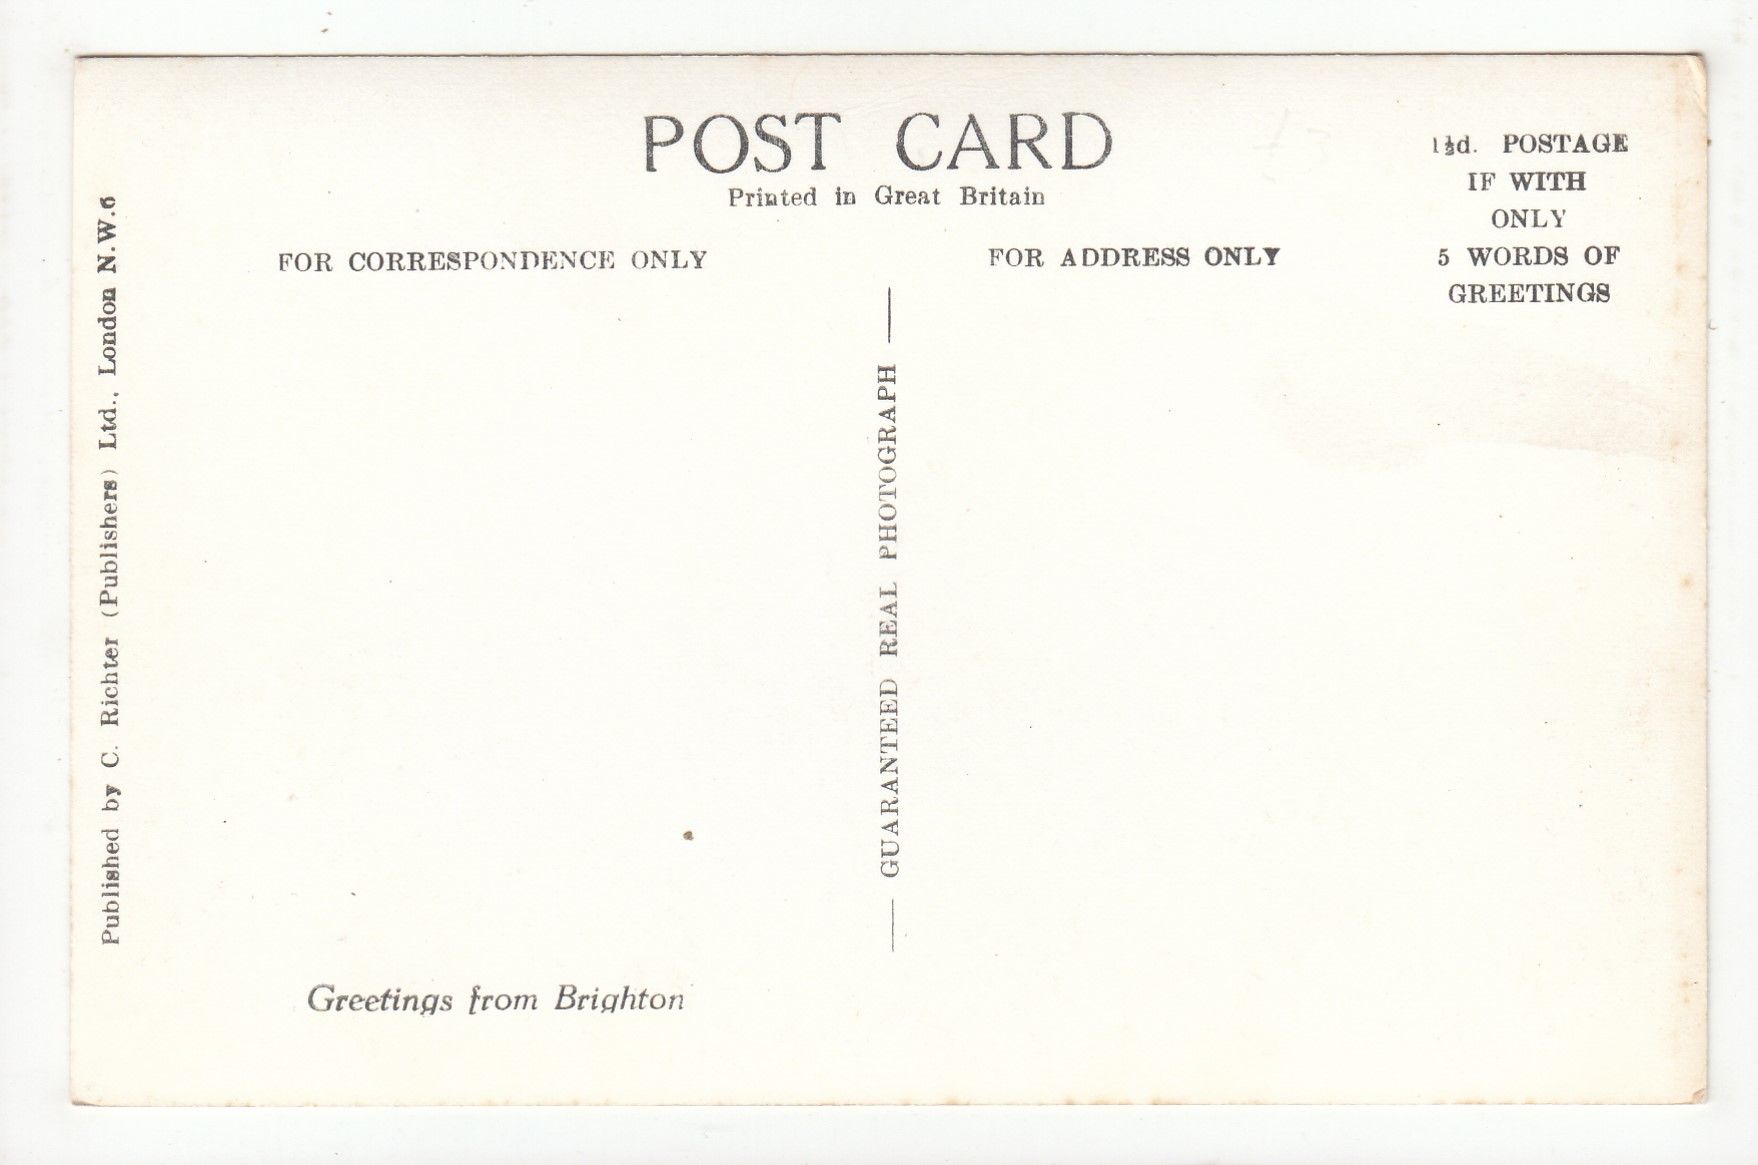 POST CARD
Printed in Great Britain
1½d. POSTAGE
IF WITH
ONLY
5 WORDS OF
GREETINGS
FOR CORRESPONDENCE ONLY
FOR ADDRESS ONLY
Published by C. Richter (Publishers) Ltd., London N.W.6
— GUARANTEED REAL PHOTOGRAPH —
Greetings from Brighton